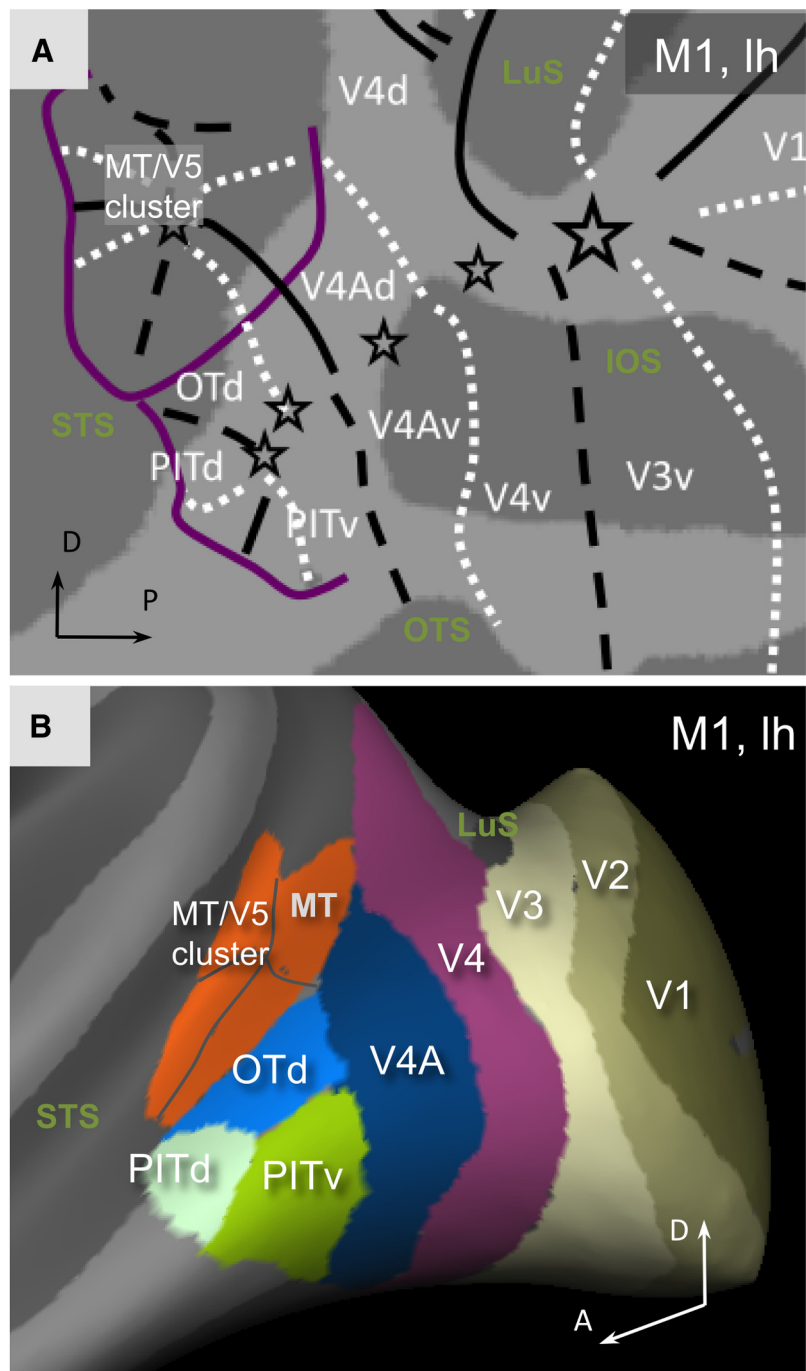 A
M1, lh
LuS
V4d
V1
MT/V5
cluster
V4Ad
IOS
OTd
STS
V4Av
PITd
V3v
V4v
PITv
D
P
OTS
B
M1, lh
LuS
V2
V3
MT
MT/V5
cluster
V4
V1
V4A
OTd
STS
PITd
PITv
D
A